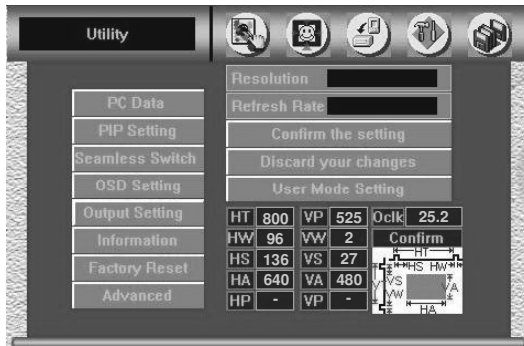 Utility
PC Data
PIP Setting
Seamless Switch
OSD Setting
Output Setting
Information
Factory Reset
Advanced
Resolution
Refresh Rate
Confirm the setting
Discard your changes
User Mode Setting
HT 800 VP 525 Oclk 25.2
HW 96 VW 2 Confirm
HS 136 VS 27
HA 640 VA 480
HP - VP -
HT
HS HW
VS
VW
VA
HA